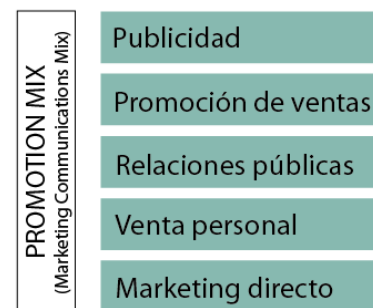 PROMOTION MIX
(Marketing Communications Mix)
Publicidad
Promoción de ventas
Relaciones públicas
Venta personal
Marketing directo